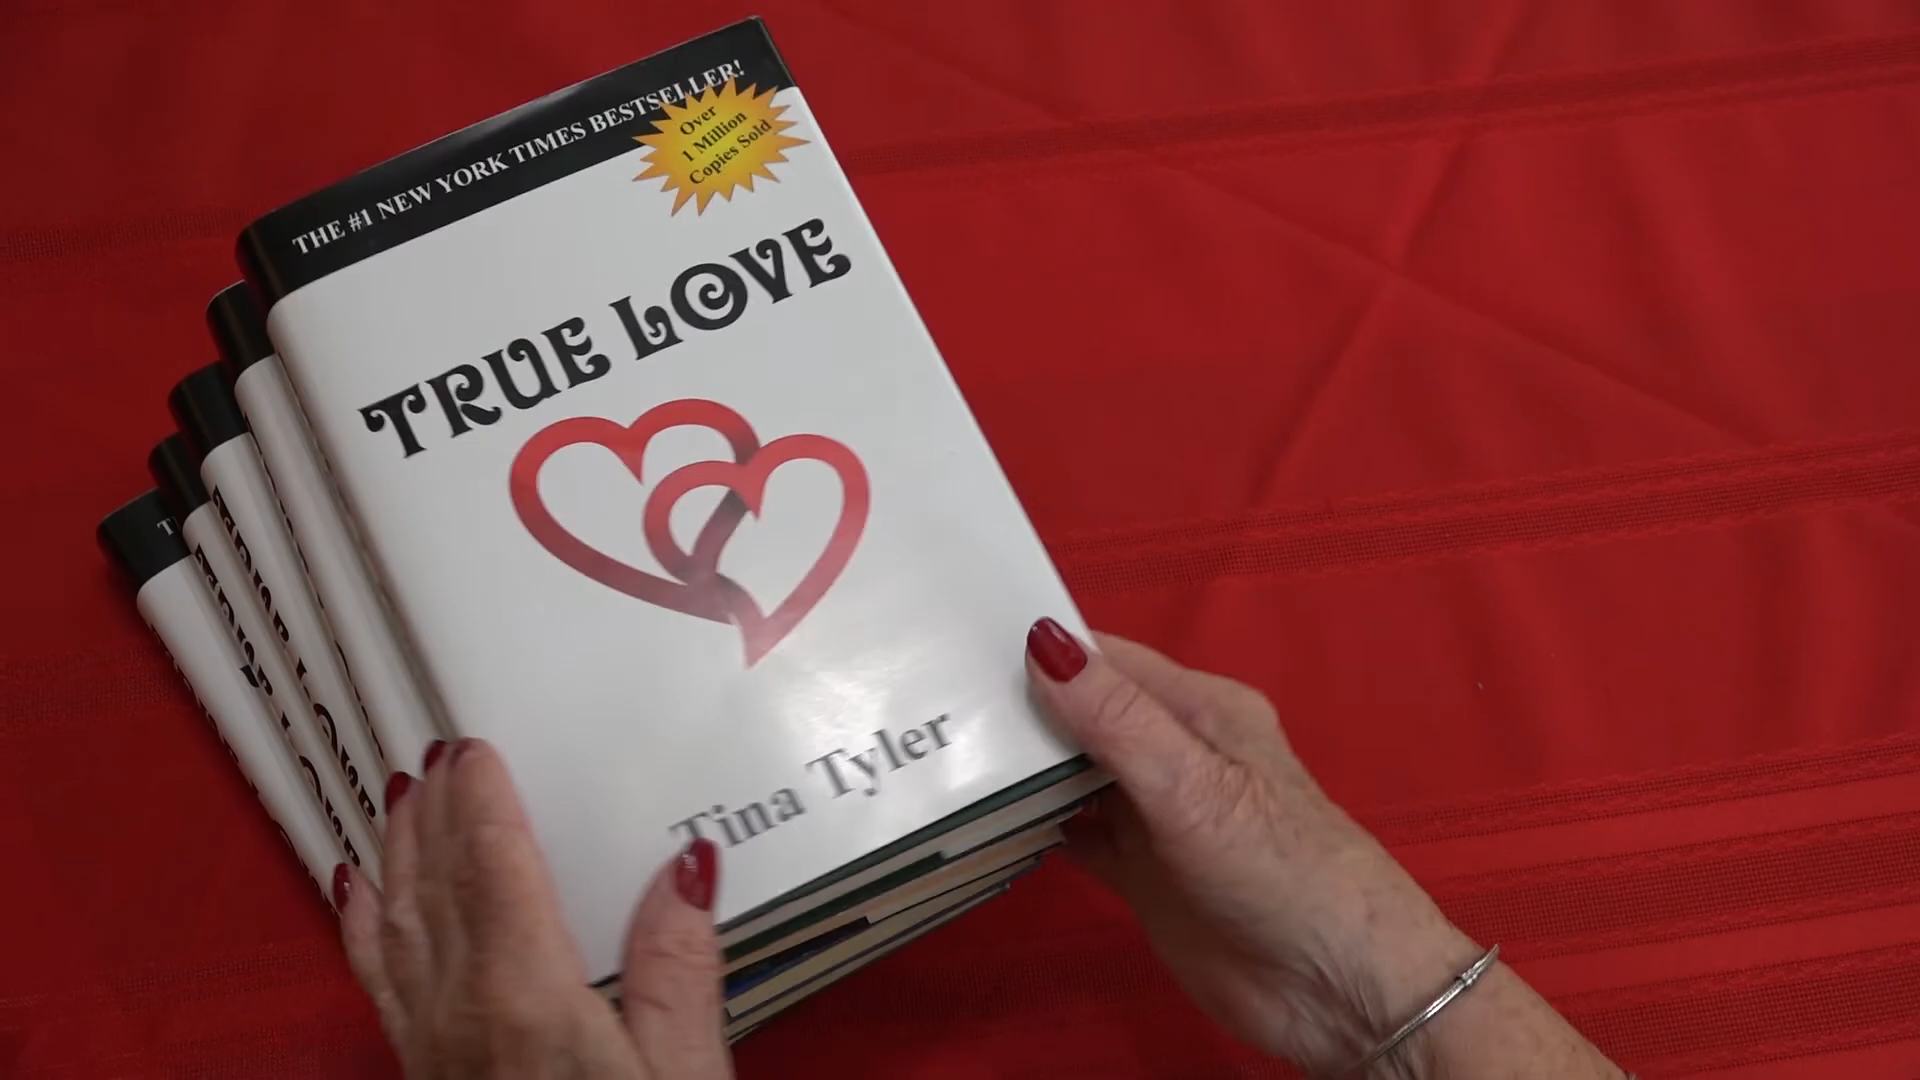 THE #1 NEW YORK TIMES BESTSELLER!
Over
1 Million
Copies Sold
TRUE LOVE
Tina Tyler